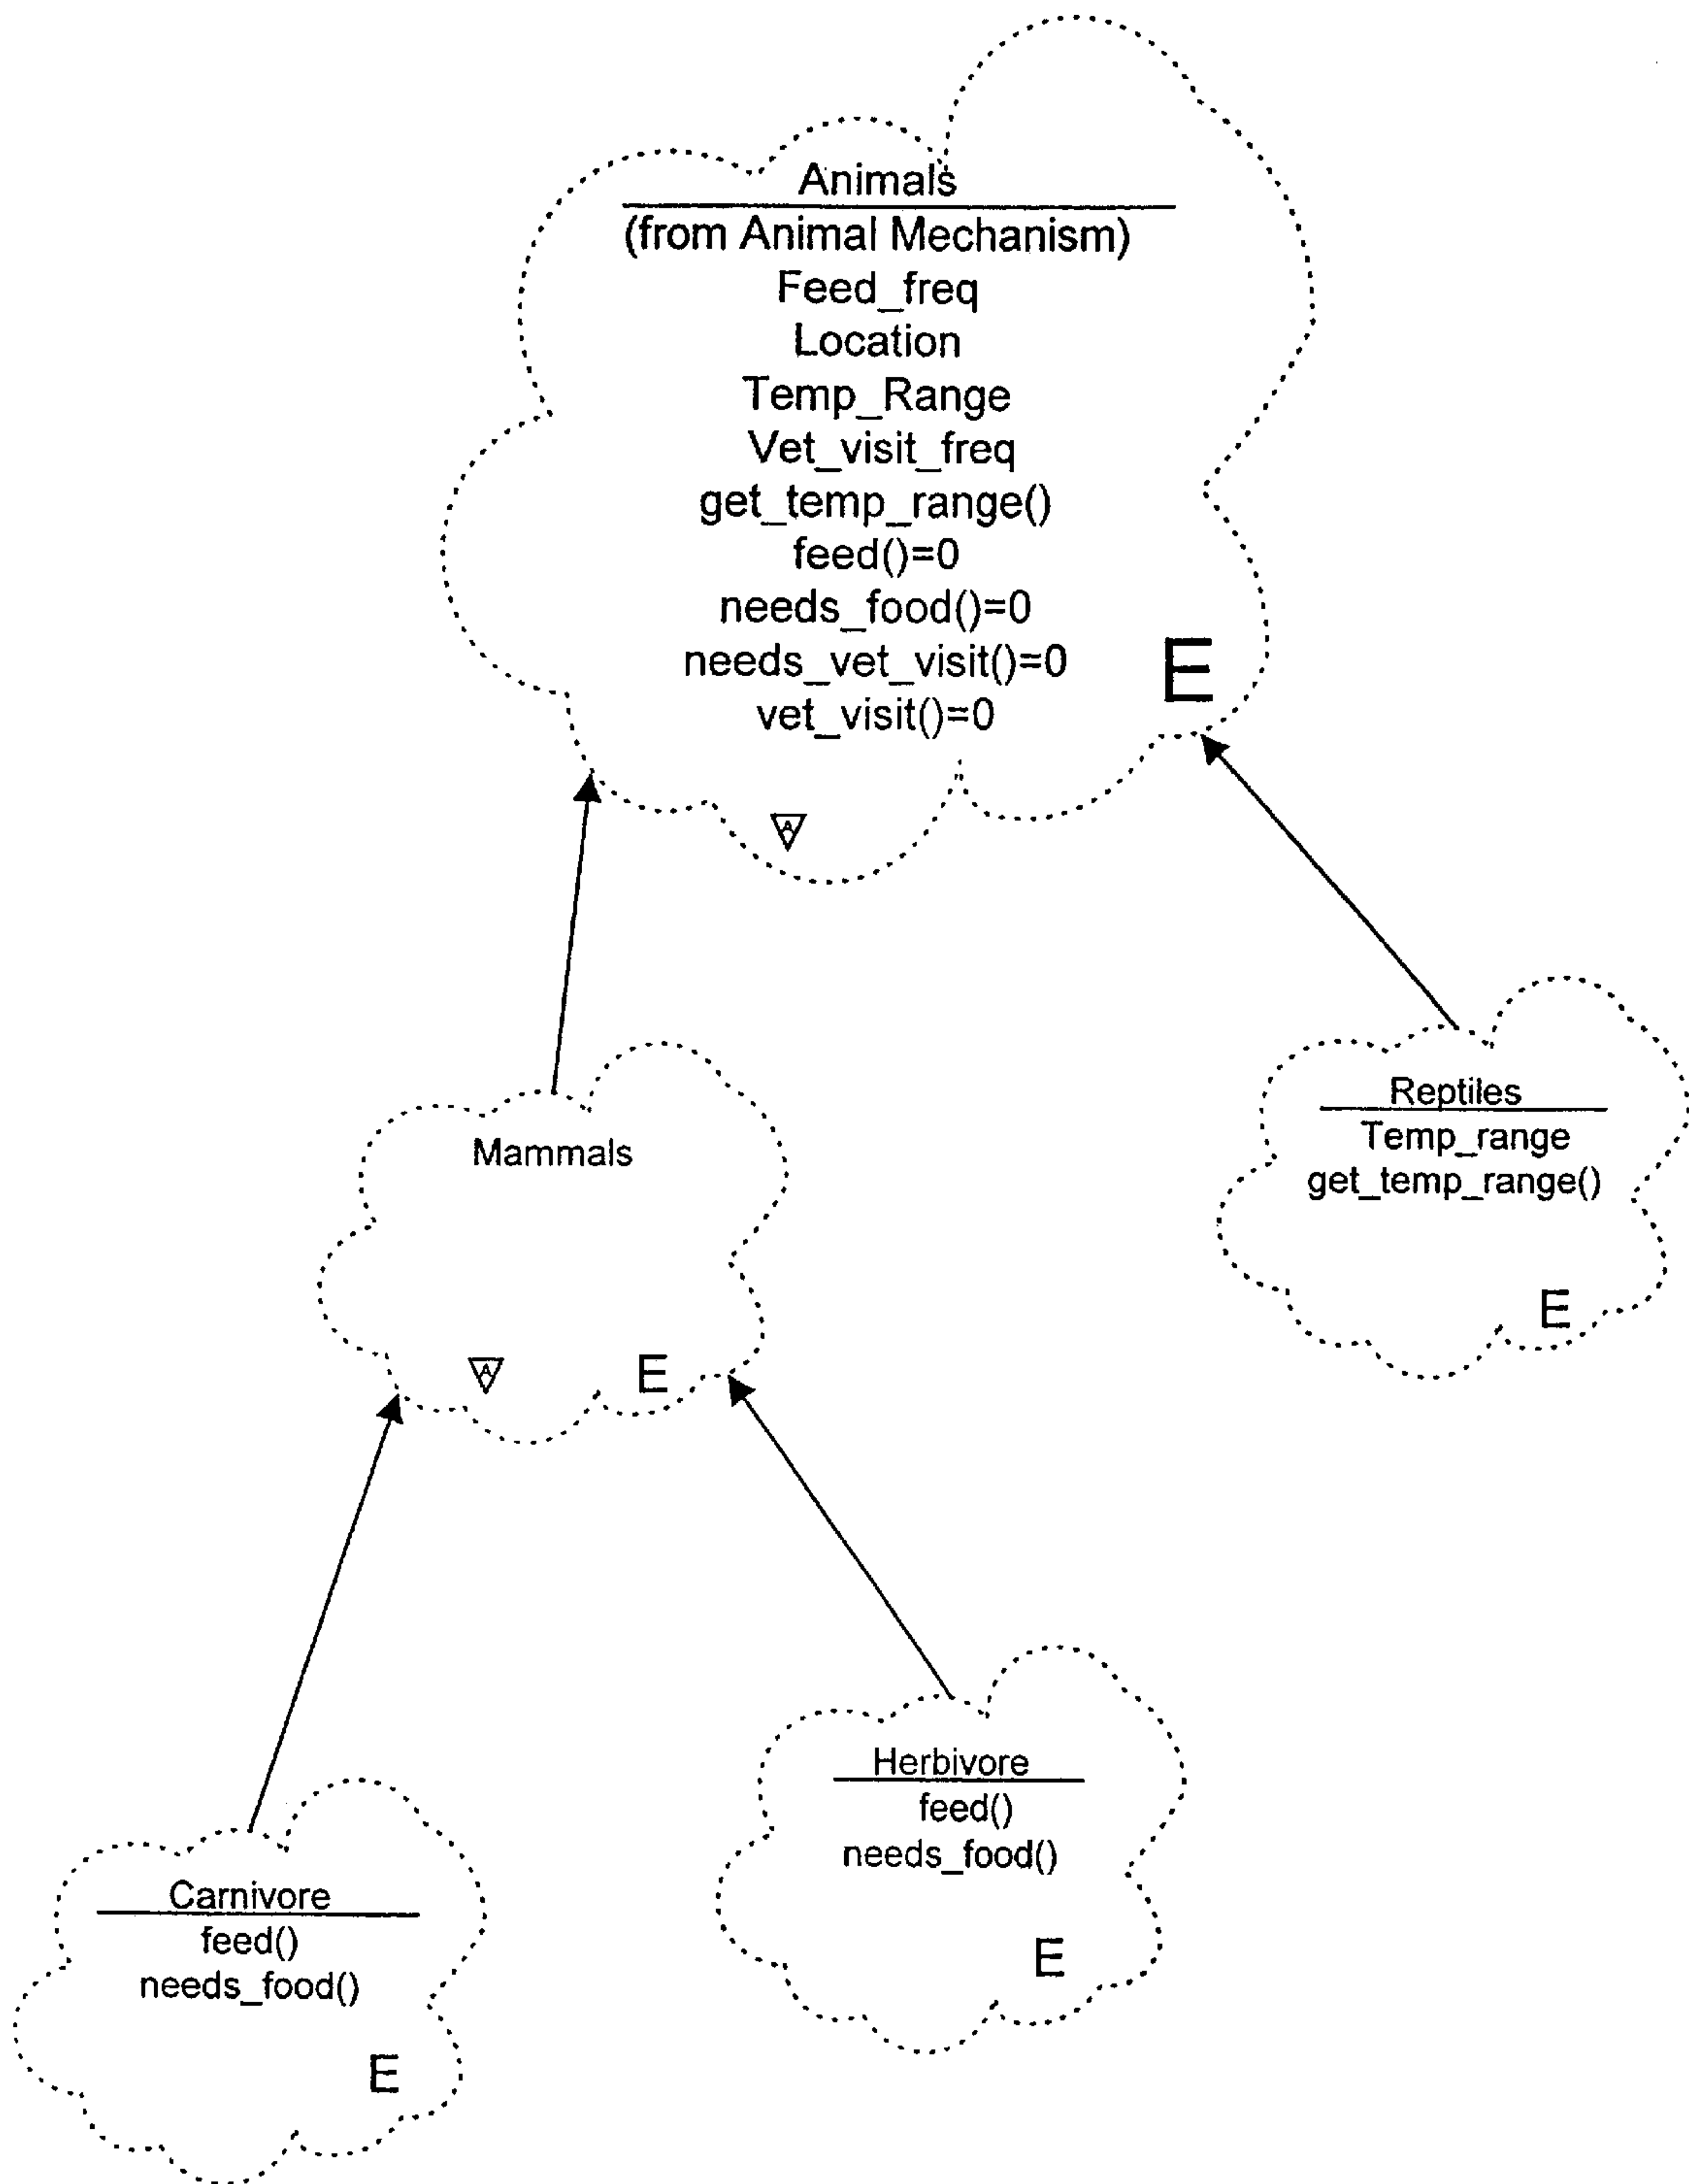 Animals
(from Animal Mechanism)
Feed_freq
Location
Temp_Range
Vet_visit_freq
get_temp_range()
feed()=0
needs_food()=0
needs_vet_visit()=0
vet_visit()=0
E
A
Mammals
A
E
Reptiles
Temp_range
get_temp_range()
E
Herbivore
feed()
needs_food()
E
Carnivore
feed()
needs_food()
E